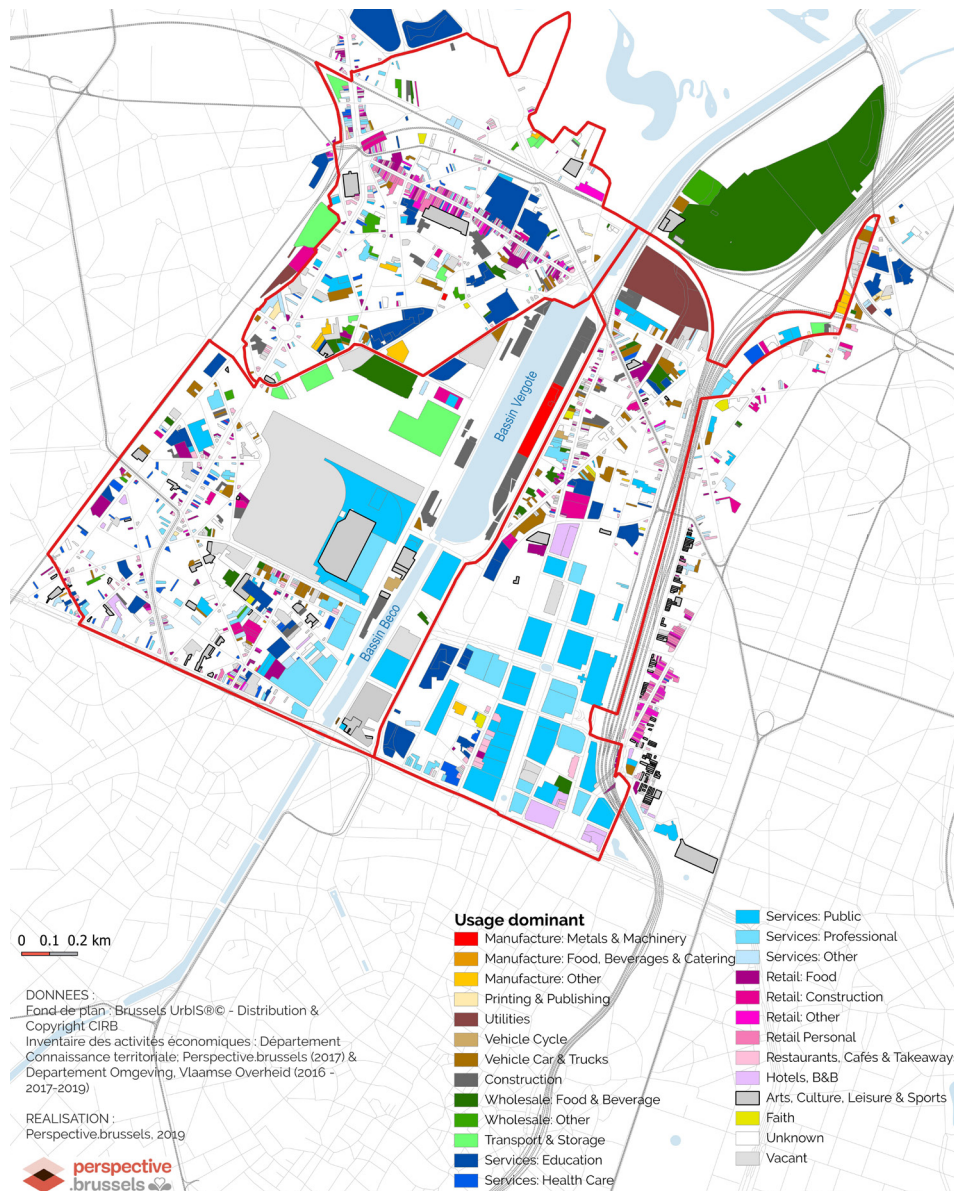 Bassin Vergote
Bassin Beco
0 0.1 0.2 km
DONNEES :
Fond de plan : Brussels UrbIS®© - Distribution &
Copyright CIRB
Inventaire des activités économiques : Département
Connaissance territoriale; Perspective.brussels (2017) &
Departement Omgeving, Vlaamse Overheid (2016 -
2017-2019)
REALISATION :
Perspective.brussels, 2019
perspective
.brussels
Usage dominant
Manufacture: Metals & Machinery
Manufacture: Food, Beverages & Catering
Manufacture: Other
Printing & Publishing
Utilities
Vehicle Cycle
Vehicle Car & Trucks
Construction
Wholesale: Food & Beverage
Wholesale: Other
Transport & Storage
Services: Education
Services: Health Care
Services: Public
Services: Professional
Services: Other
Retail: Food
Retail: Construction
Retail: Other
Retail Personal
Restaurants, Cafés & Takeaways
Hotels, B&B
Arts, Culture, Leisure & Sports
Faith
Unknown
Vacant